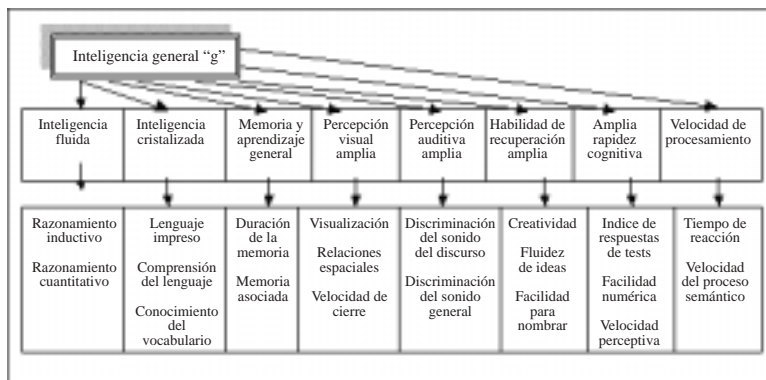 Inteligencia general “g”
Inteligencia
fluida
Inteligencia
cristalizada
Memoria y
aprendizaje
general
Percepción
visual
amplia
Percepción
auditiva
amplia
Habilidad de
recuperación
amplia
Amplia
rapidez
cognitiva
Velocidad de
procesamiento
Razonamiento
inductivo
Razonamiento
cuantitativo
Lenguaje
impreso
Comprensión
del lenguaje
Conocimiento
del
vocabulario
Duración
de la
memoria
Memoria
asociada
Visualización
Relaciones
espaciales
Velocidad de
cierre
Discriminación
del sonido
del discurso
Discriminación
del sonido
general
Creatividad
Fluidez
de ideas
Facilidad
para
nombrar
Indice de
respuestas
de tests
Facilidad
numérica
Velocidad
perceptiva
Tiempo de
reacción
Velocidad
del proceso
semántico